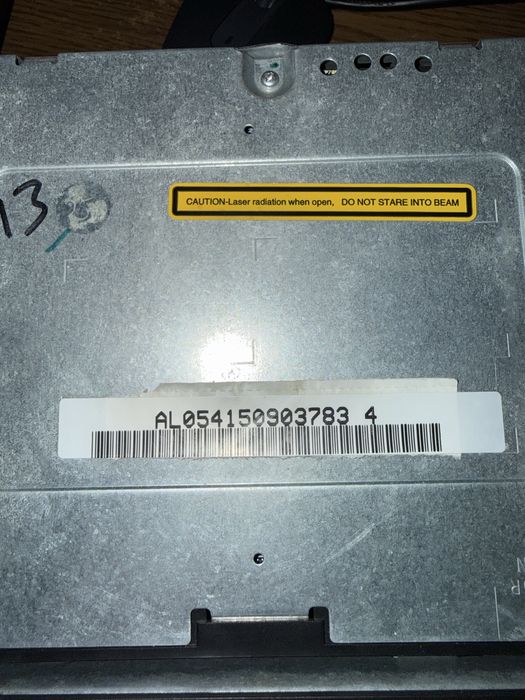 CAUTION-Laser radiation when open, DO NOT STARE INTO BEAM
13
AL054150903783 4